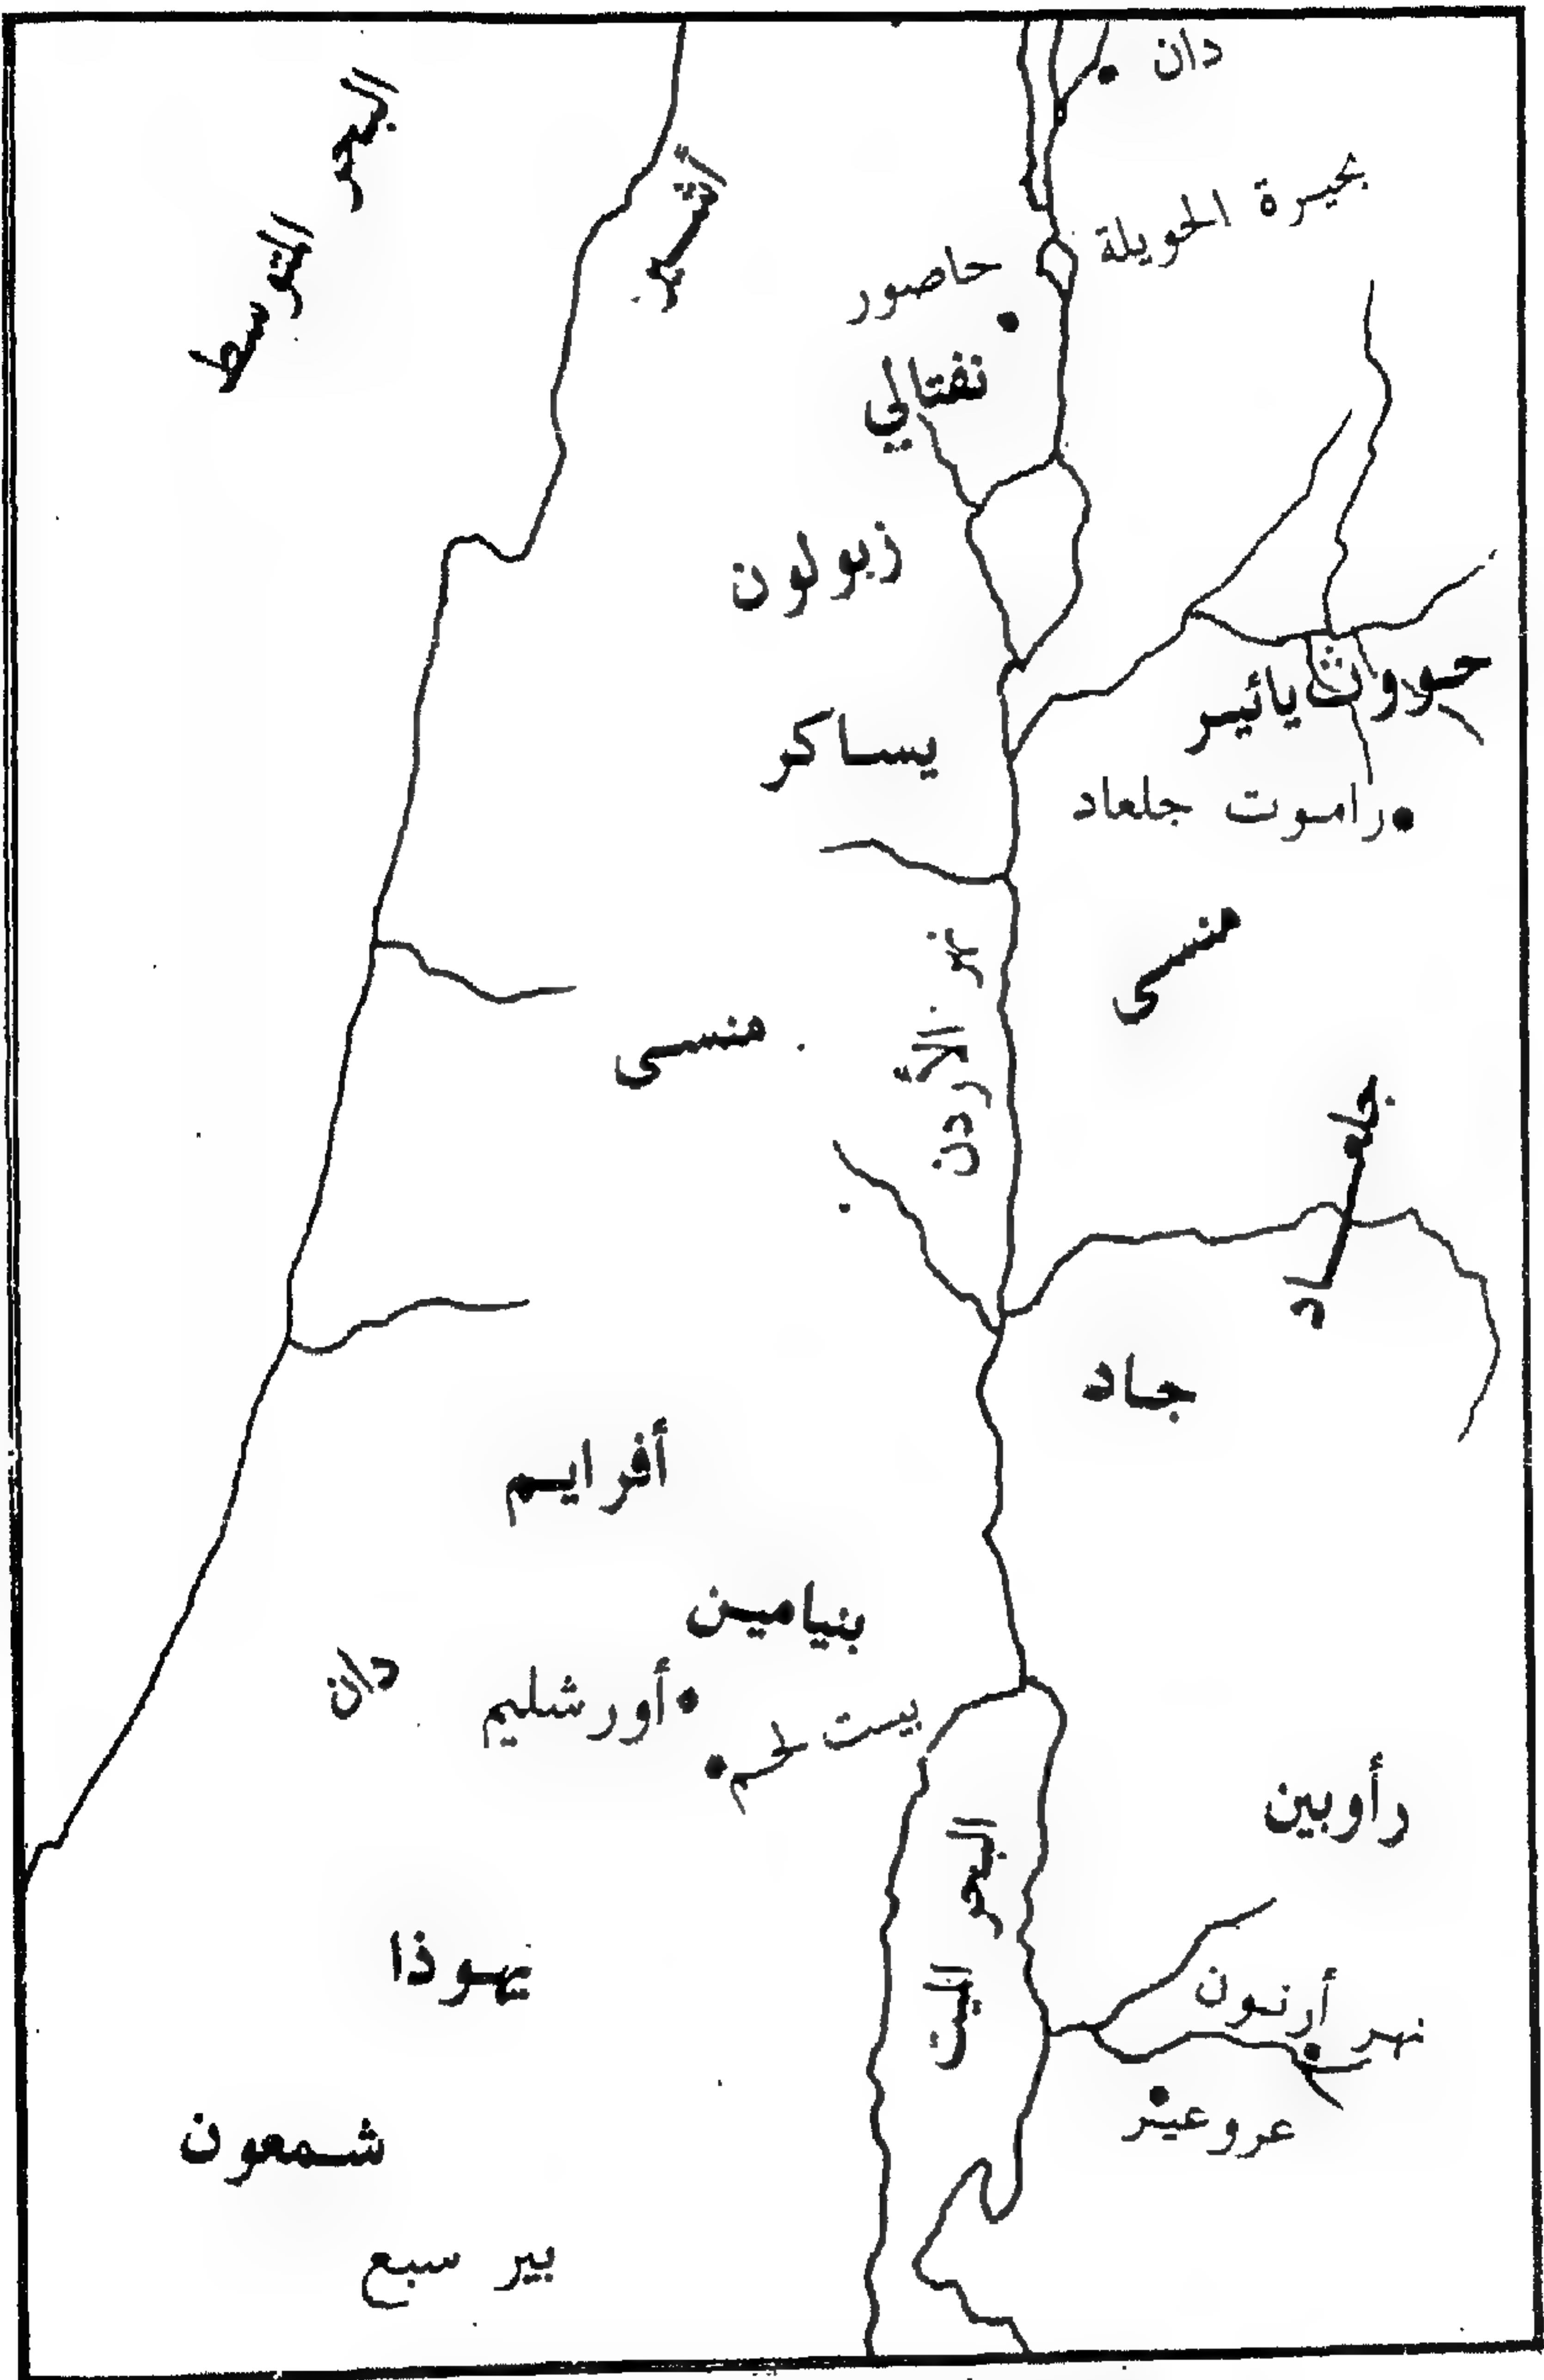 دان
البحر المتوسط
أشير
بحيرة الحويلة
حاصور
نفتالي
زبولون
حووث يائير
يساكر
راموت جلعاد
منسى
نهر الأردن
منسى
جلعاد
جاد
أفرايم
بنيامين
دان
أورشليم
بيت لحم
رأوبين
البحر
الميت
يهوذا
نهر أرنون
عروعير
شمعون
بير سبع